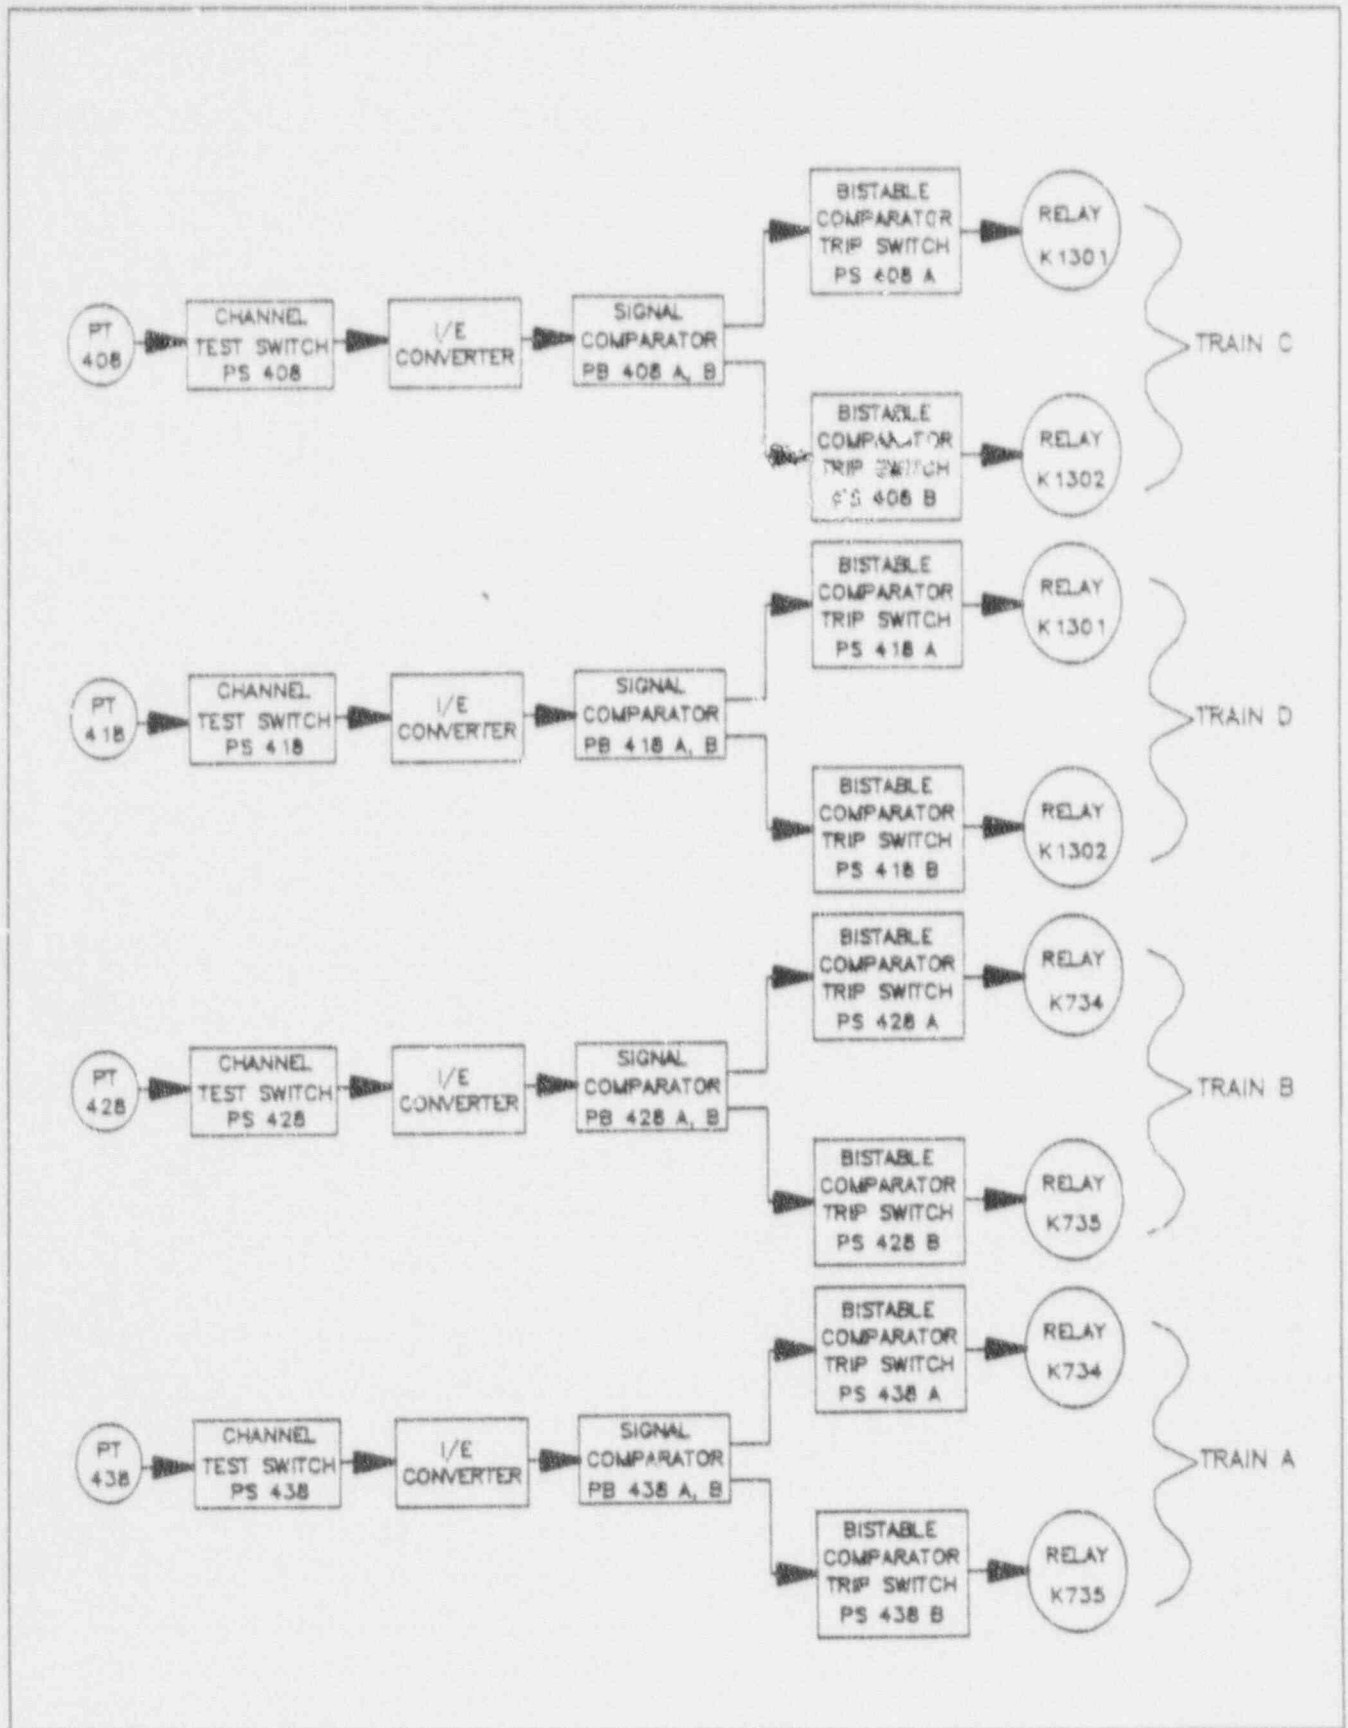 BISTABLE
COMPARATOR
TRIP SWITCH
PS 408 A
RELAY
K1301
PT
408
CHANNEL
TEST SWITCH
PS 408
I/E
CONVERTER
SIGNAL
COMPARATOR
PB 408 A, B
TRAIN C
BISTABLE
COMPARATOR
TRIP SWITCH
PS 408 B
RELAY
K1302
BISTABLE
COMPARATOR
TRIP SWITCH
PS 418 A
RELAY
K1301
PT
418
CHANNEL
TEST SWITCH
PS 418
I/E
CONVERTER
SIGNAL
COMPARATOR
PB 418 A, B
TRAIN D
BISTABLE
COMPARATOR
TRIP SWITCH
PS 418 B
RELAY
K1302
BISTABLE
COMPARATOR
TRIP SWITCH
PS 428 A
RELAY
K734
PT
428
CHANNEL
TEST SWITCH
PS 428
I/E
CONVERTER
SIGNAL
COMPARATOR
PB 428 A, B
TRAIN B
BISTABLE
COMPARATOR
TRIP SWITCH
PS 428 B
RELAY
K735
BISTABLE
COMPARATOR
TRIP SWITCH
PS 438 A
RELAY
K734
PT
438
CHANNEL
TEST SWITCH
PS 438
I/E
CONVERTER
SIGNAL
COMPARATOR
PB 438 A, B
TRAIN A
BISTABLE
COMPARATOR
TRIP SWITCH
PS 438 B
RELAY
K735